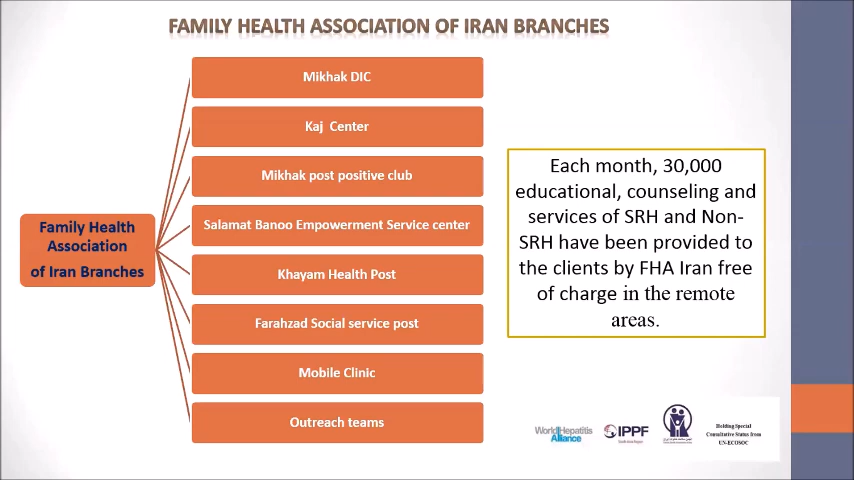 FAMILY HEALTH ASSOCIATION OF IRAN BRANCHES
Family Health
Association
of Iran Branches
Mikhak DIC
Kaj Center
Mikhak post positive club
Salamat Banoo Empowerment Service center
Khayam Health Post
Farahzad Social service post
Mobile Clinic
Outreach teams
Each month, 30,000
educational, counseling and
services of SRH and Non-
SRH have been provided to
the clients by FHA Iran free
of charge in the remote
areas.
World Hepatitis
Alliance
IPPF
Holding Special
Consultative Status from
UN-ECOSOC